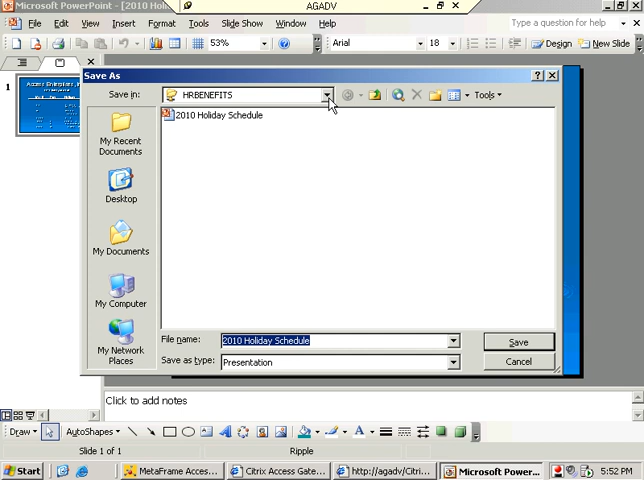 Microsoft PowerPoint - [2010 Hol
AGADV
File Edit View Insert Format Tools Slide Show Window Help
Type a question for help
53%
Arial
18
Design
New Slide
1
Save As
Save in:
HRBENEFITS
Tools
2010 Holiday Schedule
My Recent
Documents
Desktop
My Documents
My Computer
My Network
Places
File name:
2010 Holiday Schedule
Save
Save as type:
Presentation
Cancel
Click to add notes
Draw
AutoShapes
Slide 1 of 1
Ripple
Start
MetaFrame Acces...
Citrix Access Gate...
http://agadv/Citri...
Microsoft Power...
5:52 PM